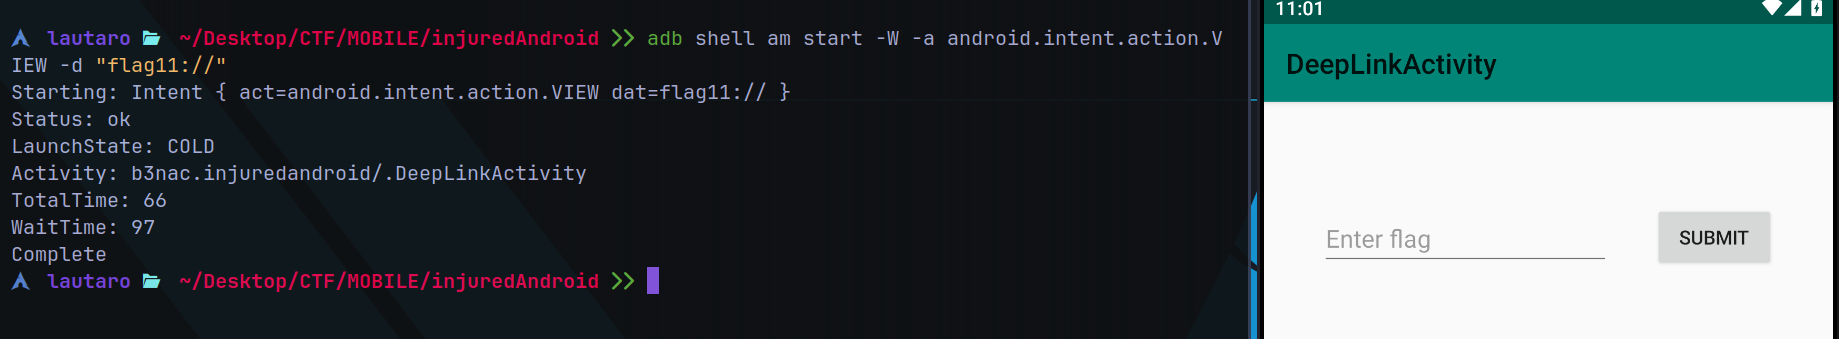 lautaro ~/Desktop/CTF/MOBILE/injuredAndroid >> adb shell am start -W -a android.intent.action.V
IEW -d "flag11://"
Starting: Intent { act=android.intent.action.VIEW dat=flag11:// }
Status: ok
LaunchState: COLD
Activity: b3nac.injuredandroid/.DeepLinkActivity
TotalTime: 66
WaitTime: 97
Complete
lautaro ~/Desktop/CTF/MOBILE/injuredAndroid >>
11:01
DeepLinkActivity
Enter flag
SUBMIT